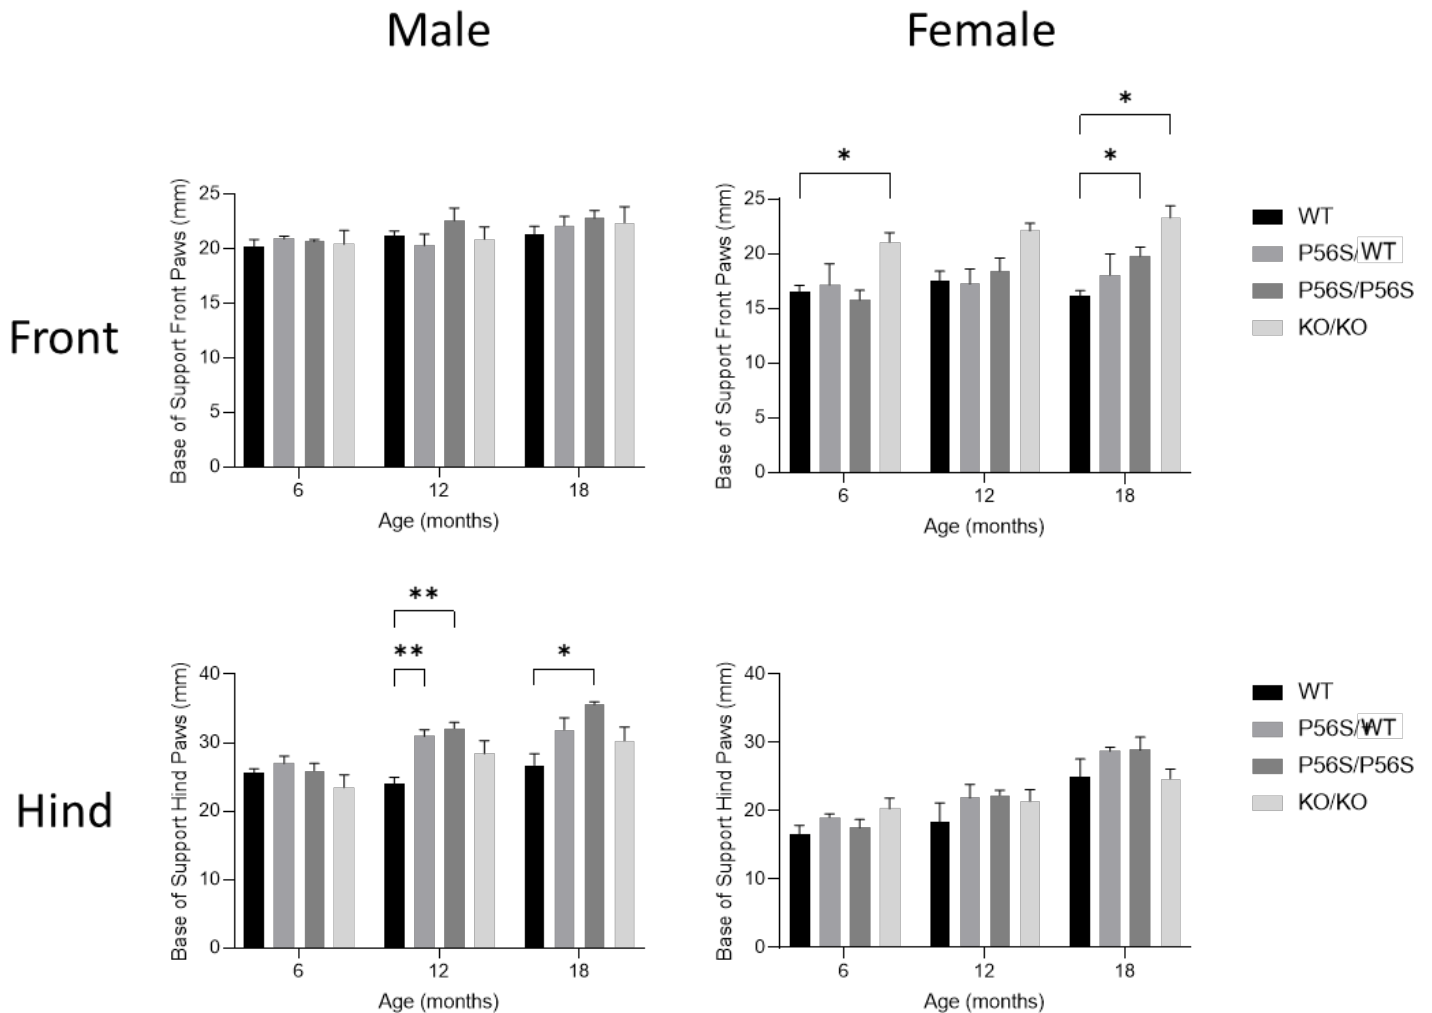 Male
Female
Front
Base of Support Front Paws (mm)
25
20
15
10
5
0
6
12
18
Age (months)
*
*
*
Base of Support Front Paws (mm)
25
20
15
10
5
0
6
12
18
Age (months)
WT
P56S/WT
P56S/P56S
KO/KO
Hind
**
**
*
Base of Support Hind Paws (mm)
40
30
20
10
0
6
12
18
Age (months)
Base of Support Hind Paws (mm)
40
30
20
10
0
6
12
18
Age (months)
WT
P56S/WT
P56S/P56S
KO/KO